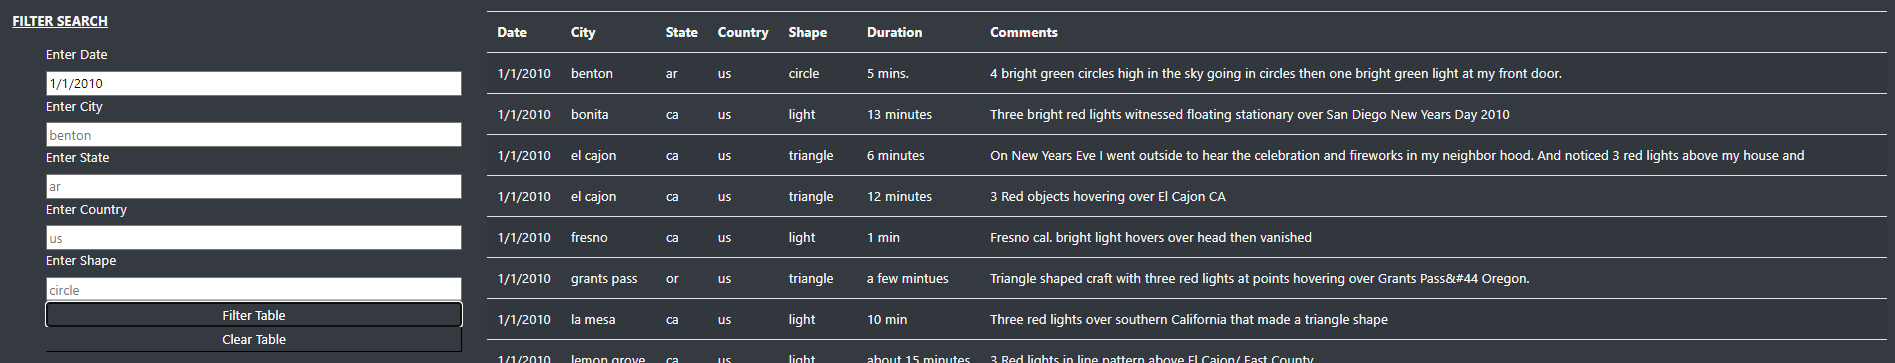 FILTER SEARCH
Enter Date
1/1/2010
Enter City
benton
Enter State
ar
Enter Country
us
Enter Shape
circle
Filter Table
Clear Table
Date City State Country Shape Duration Comments
1/1/2010 benton ar us circle 5 mins. 4 bright green circles high in the sky going in circles then one bright green light at my front door.
1/1/2010 bonita ca us light 13 minutes Three bright red lights witnessed floating stationary over San Diego New Years Day 2010
1/1/2010 el cajon ca us triangle 6 minutes On New Years Eve I went outside to hear the celebration and fireworks in my neighbor hood. And noticed 3 red lights above my house and
1/1/2010 el cajon ca us triangle 12 minutes 3 Red objects hovering over El Cajon CA
1/1/2010 fresno ca us light 1 min Fresno cal. bright light hovers over head then vanished
1/1/2010 grants pass or us triangle a few mintues Triangle shaped craft with three red lights at points hovering over Grants Pass&#44 Oregon.
1/1/2010 la mesa ca us light 10 min Three red lights over southern California that made a triangle shape
1/1/2010 lemon grove ca us light about 15 minutes 3 Red lights in line pattern above El Cajon/ East County